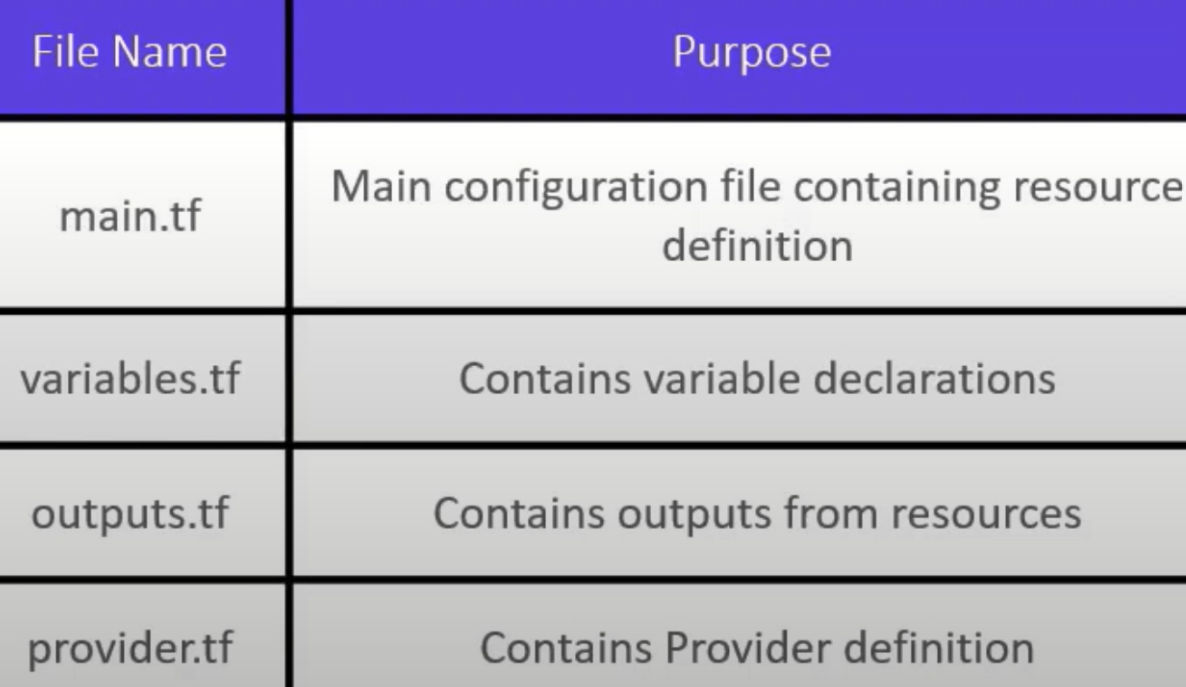 File Name
Purpose
main.tf
Main configuration file containing resource
definition
variables.tf
Contains variable declarations
outputs.tf
Contains outputs from resources
provider.tf
Contains Provider definition